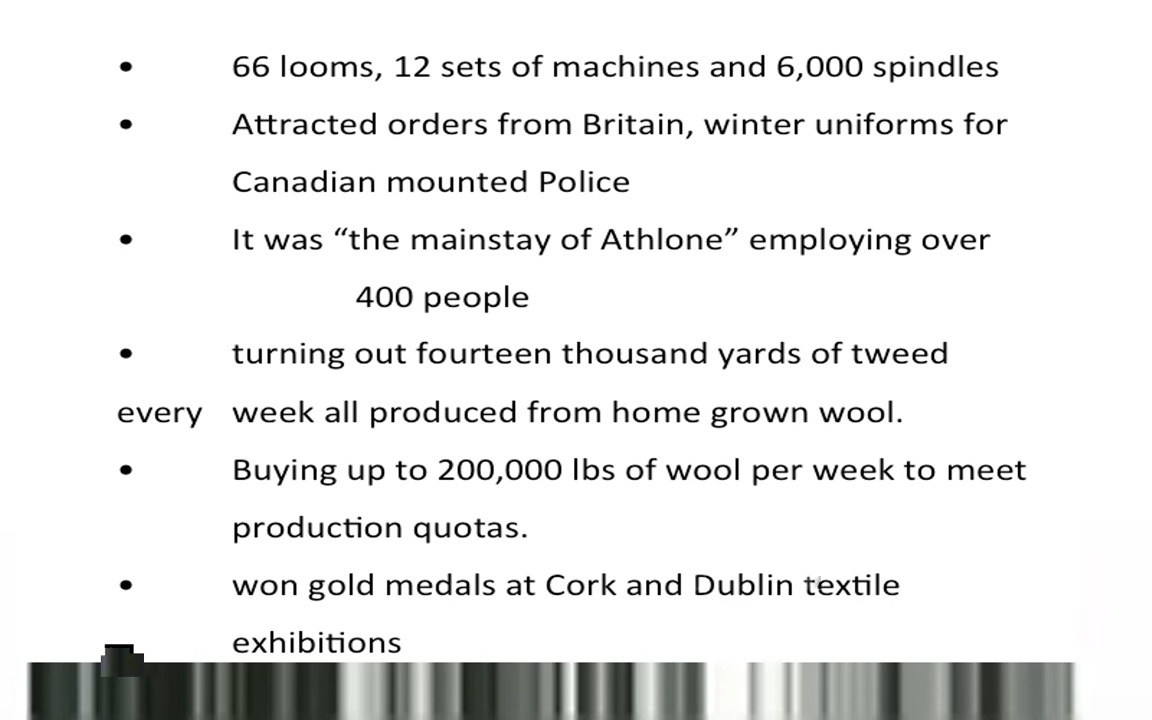 • 66 looms, 12 sets of machines and 6,000 spindles
• Attracted orders from Britain, winter uniforms for
Canadian mounted Police
• It was “the mainstay of Athlone” employing over
400 people
• turning out fourteen thousand yards of tweed
every week all produced from home grown wool.
• Buying up to 200,000 lbs of wool per week to meet
production quotas.
• won gold medals at Cork and Dublin textile
exhibitions